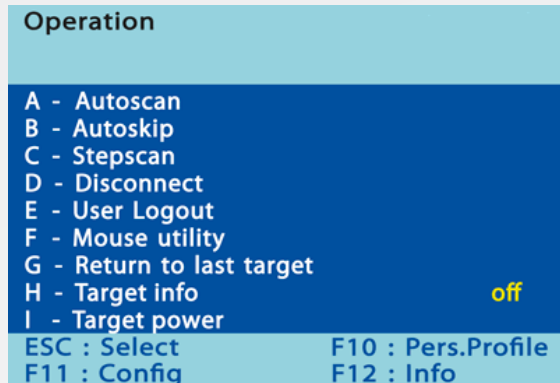 Operation
A - Autoscan
B - Autoskip
C - Stepscan
D - Disconnect
E - User Logout
F - Mouse utility
G - Return to last target
H - Target info off
I - Target power
ESC : Select F10 : Pers.Profile
F11 : Config F12 : Info